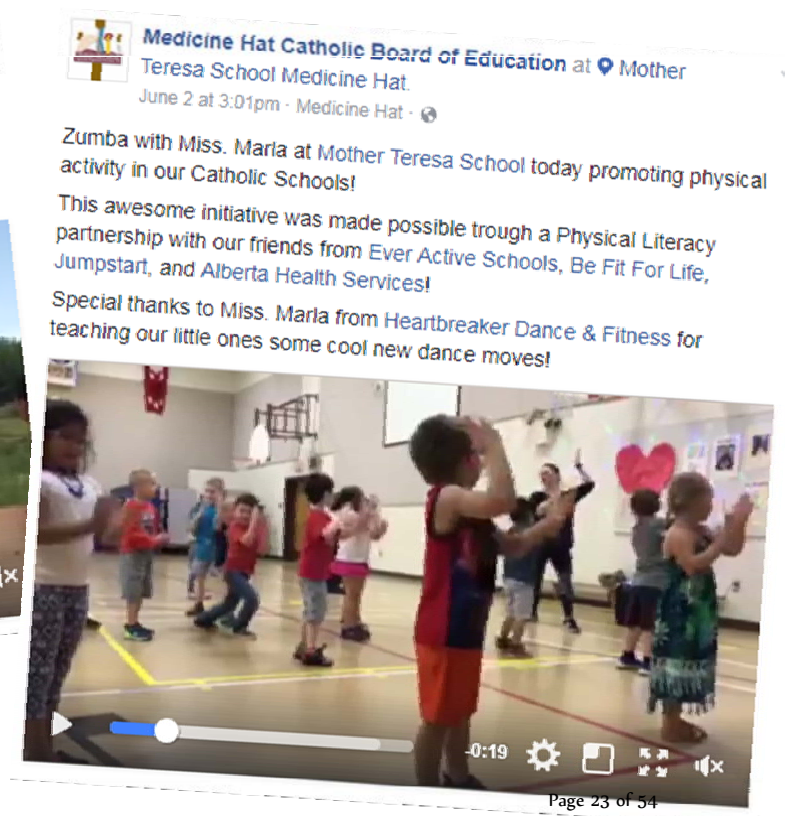 Medicine Hat Catholic Board of Education at Mother
Teresa School Medicine Hat.
June 2 at 3:01pm · Medicine Hat ·
Zumba with Miss. Marla at Mother Teresa School today promoting physical
activity in our Catholic Schools!
This awesome initiative was made possible trough a Physical Literacy
partnership with our friends from Ever Active Schools, Be Fit For Life,
Jumpstart, and Alberta Health Services!
Special thanks to Miss. Marla from Heartbreaker Dance & Fitness for
teaching our little ones some cool new dance moves!
-0:19
Page 23 of 54